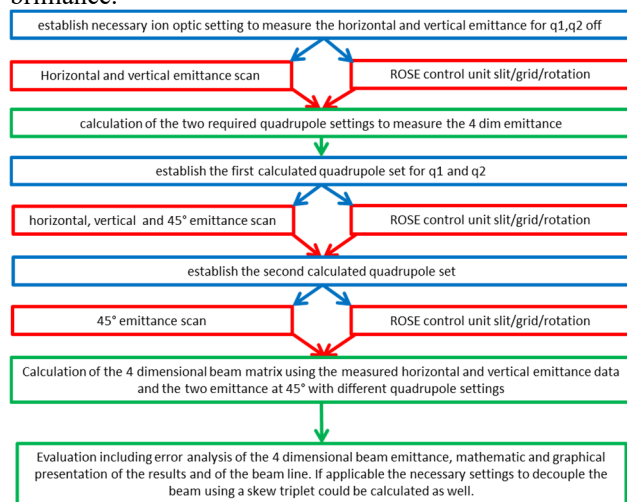 brilliance.
establish necessary ion optic setting to measure the horizontal and vertical emittance for q1,q2 off
Horizontal and vertical emittance scan
ROSE control unit slit/grid/rotation
calculation of the two required quadrupole settings to measure the 4 dim emittance
establish the first calculated quadrupole set for q1 and q2
horizontal, vertical and 45° emittance scan
ROSE control unit slit/grid/rotation
establish the second calculated quadrupole set
45° emittance scan
ROSE control unit slit/grid/rotation
Calculation of the 4 dimensional beam matrix using the measured horizontal and vertical emittance data
and the two emittance at 45° with different quadrupole settings
Evaluation including error analysis of the 4 dimensional beam emittance, mathematic and graphical
presentation of the results and of the beam line. If applicable the necessary settings to decouple the
beam using a skew triplet could be calculated as well.